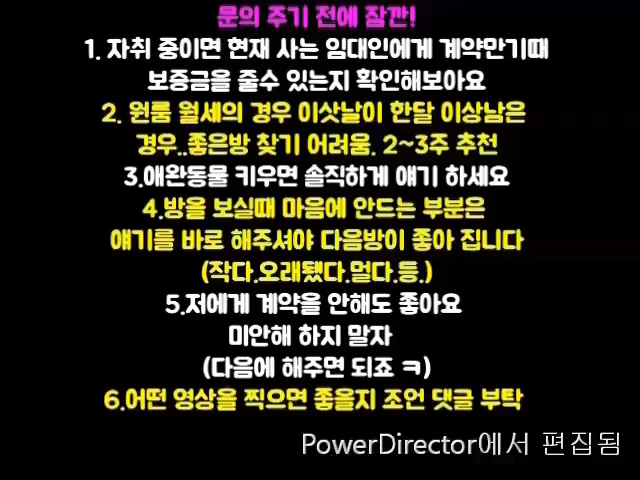 문의 주기 전에 잠깐!
1. 자취 중이면 현재 사는 임대인에게 계약만기때
보증금을 줄수 있는지 확인해보아요
2. 원룸 월세의 경우 이삿날이 한달 이상남은
경우..좋은방 찾기 어려움. 2~3주 추천
3.애완동물 키우면 솔직하게 얘기 하세요
4.방을 보실때 마음에 안드는 부분은
얘기를 바로 해주셔야 다음방이 좋아 집니다
(작다.오래됐다.멀다.등.)
5.저에게 계약을 안해도 좋아요
미안해 하지 말자
(다음에 해주면 되죠 ㅋ)
6.어떤 영상을 찍으면 좋을지 조언 댓글 부탁
PowerDirector에서 편집됨